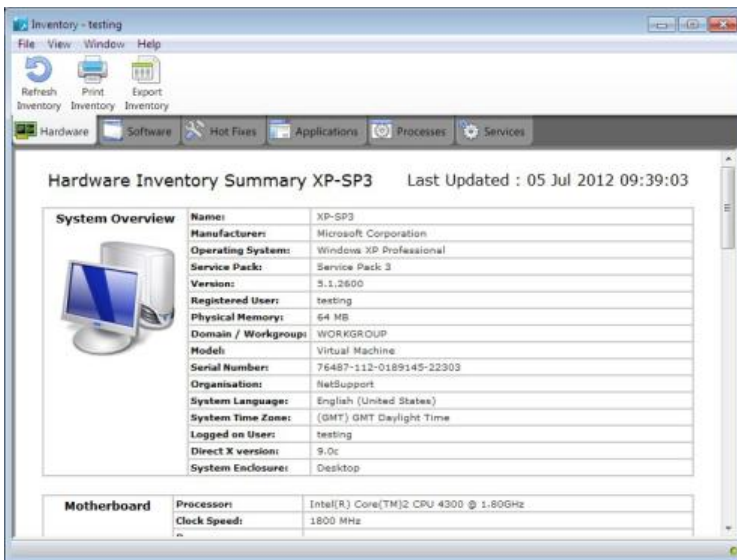 Inventory - testing
File View Window Help
Refresh Inventory Print Inventory Export Inventory
Hardware Software Hot Fixes Applications Processes Services
Hardware Inventory Summary XP-SP3 Last Updated : 05 Jul 2012 09:39:03
System Overview Name: XP-SP3
Manufacturer: Microsoft Corporation
Operating System: Windows XP Professional
Service Pack: Service Pack 3
Version: 5.1.2600
Registered User: testing
Physical Memory: 64 MB
Domain / Workgroup: WORKGROUP
Model: Virtual Machine
Serial Number: 76487-112-0189145-22303
Organisation: NetSupport
System Language: English (United States)
System Time Zone: (GMT) GMT Daylight Time
Logged on User: testing
Direct X version: 9.0c
System Enclosure: Desktop
Motherboard Processor: Intel(R) Core(TM)2 CPU 4300 @ 1.80GHz
Clock Speed: 1800 MHz